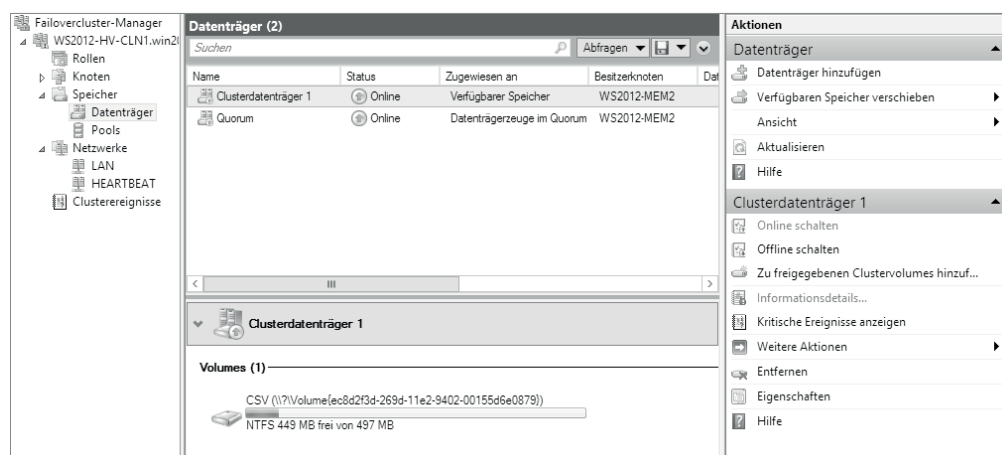 Failovercluster-Manager
WS2012-HV-CLN1.win2
Rollen
Knoten
Speicher
Datenträger
Pools
Netzwerke
LAN
HEARTBEAT
Clusterereignisse
Datenträger (2)
Suchen
Abfragen
Name Status Zugewiesen an Besitzerknoten Dat
Clusterdatenträger 1 Online Verfügbarer Speicher WS2012-MEM2
Quorum Online Datenträgerzeuge im Quorum WS2012-MEM2
Clusterdatenträger 1
Volumes (1)
CSV (\\?\Volume{ec8d2f3d-269d-11e2-9402-00155d6e0879})
NTFS 449 MB frei von 497 MB
Aktionen
Datenträger
Datenträger hinzufügen
Verfügbaren Speicher verschieben
Ansicht
Aktualisieren
Hilfe
Clusterdatenträger 1
Online schalten
Offline schalten
Zu freigegebenen Clustervolumes hinzuf...
Informationsdetails...
Kritische Ereignisse anzeigen
Weitere Aktionen
Entfernen
Eigenschaften
Hilfe